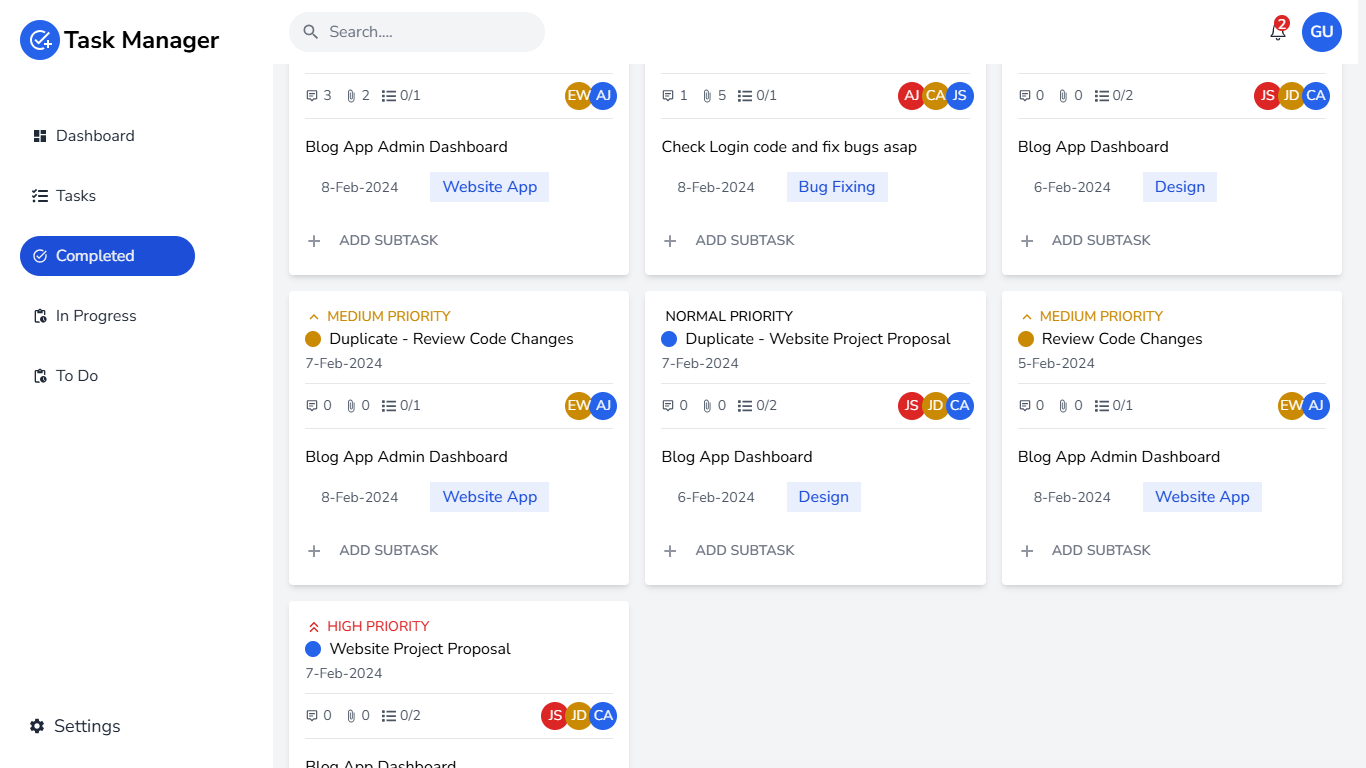 Task Manager
Search....
2
GU
Dashboard
Tasks
Completed
In Progress
To Do
Settings
3 2 0/1 EW AJ
Blog App Admin Dashboard
8-Feb-2024 Website App
ADD SUBTASK
1 5 0/1 AJ CA JS
Check Login code and fix bugs asap
8-Feb-2024 Bug Fixing
ADD SUBTASK
0 0 0/2 JS JD CA
Blog App Dashboard
6-Feb-2024 Design
ADD SUBTASK
MEDIUM PRIORITY
Duplicate - Review Code Changes
7-Feb-2024
0 0 0/1 EW AJ
Blog App Admin Dashboard
8-Feb-2024 Website App
ADD SUBTASK
NORMAL PRIORITY
Duplicate - Website Project Proposal
7-Feb-2024
0 0 0/2 JS JD CA
Blog App Dashboard
6-Feb-2024 Design
ADD SUBTASK
MEDIUM PRIORITY
Review Code Changes
5-Feb-2024
0 0 0/1 EW AJ
Blog App Admin Dashboard
8-Feb-2024 Website App
ADD SUBTASK
HIGH PRIORITY
Website Project Proposal
7-Feb-2024
0 0 0/2 JS JD CA
Blog App Dashboard